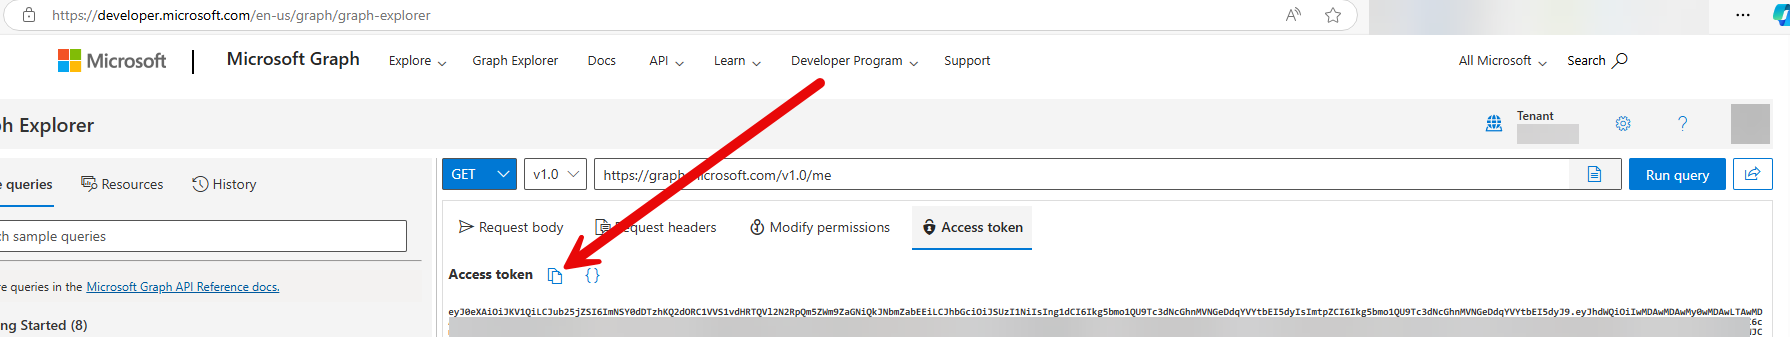 https://developer.microsoft.com/en-us/graph/graph-explorer
Microsoft Microsoft Graph Explore Graph Explorer Docs API Learn Developer Program Support All Microsoft Search
h Explorer Tenant
GET v1.0 https://graph.microsoft.com/v1.0/me Run query
e queries Resources History
Request body Request headers Modify permissions Access token
ch sample queries
Access token {}
re queries in the Microsoft Graph API Reference docs.
ng Started (8)